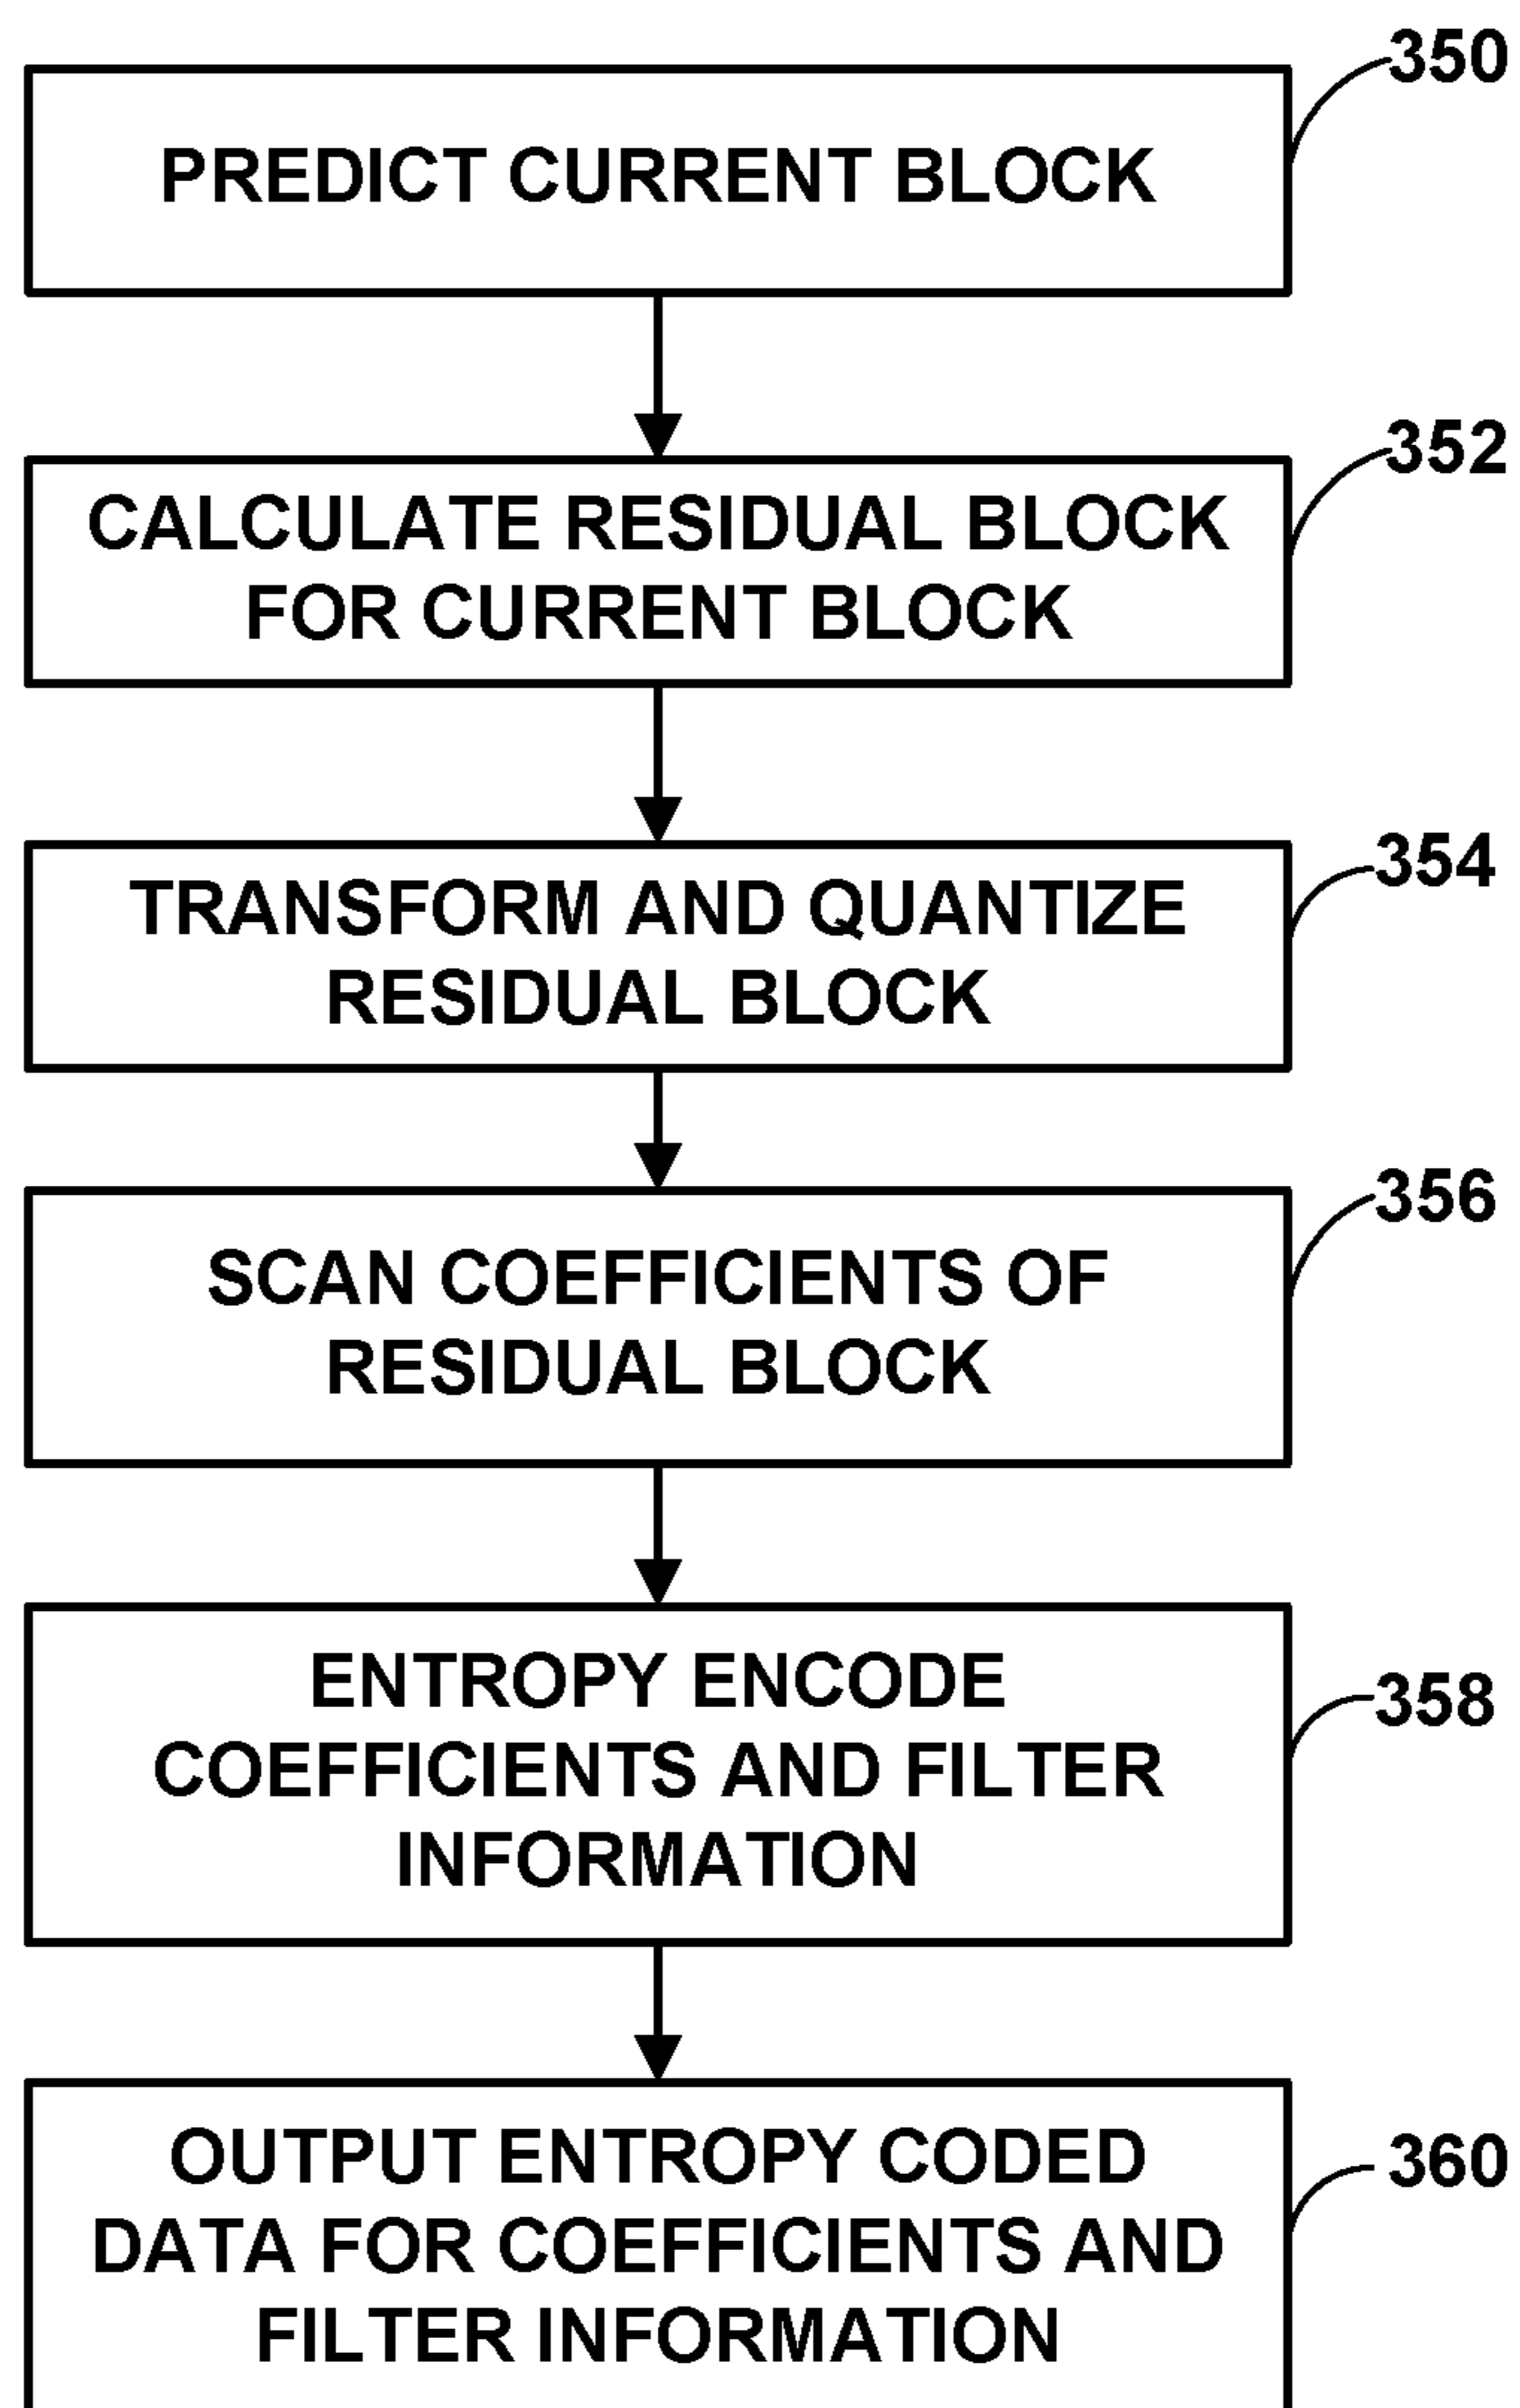 350
PREDICT CURRENT BLOCK
352
CALCULATE RESIDUAL BLOCK
FOR CURRENT BLOCK
354
TRANSFORM AND QUANTIZE
RESIDUAL BLOCK
356
SCAN COEFFICIENTS OF
RESIDUAL BLOCK
358
ENTROPY ENCODE
COEFFICIENTS AND FILTER
INFORMATION
360
OUTPUT ENTROPY CODED
DATA FOR COEFFICIENTS AND
FILTER INFORMATION